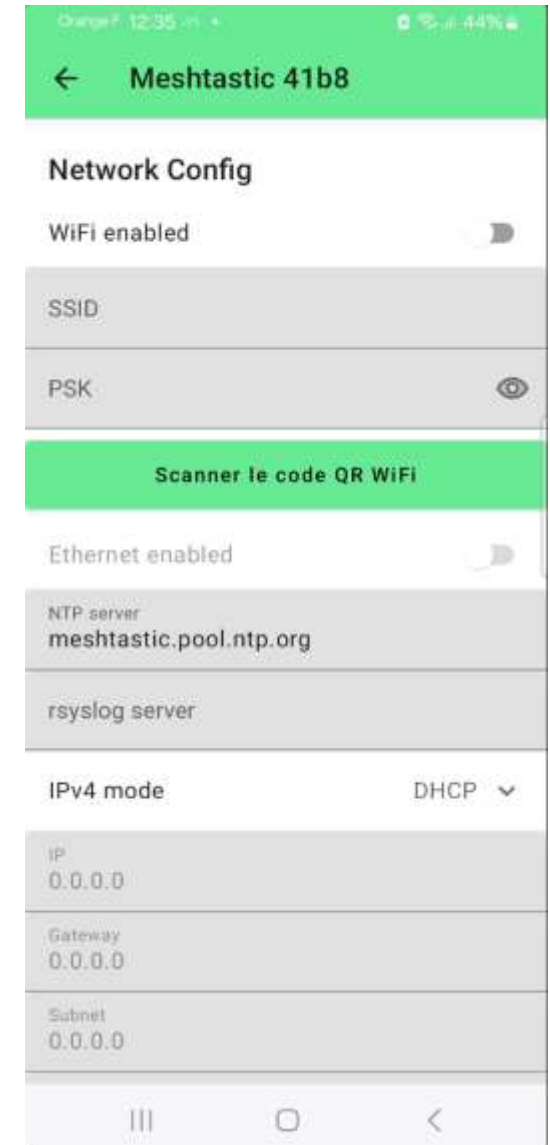 12:35
44%
Meshtastic 41b8
Network Config
WiFi enabled
SSID
PSK
Scanner le code QR WiFi
Ethernet enabled
NTP server
meshtastic.pool.ntp.org
rsyslog server
IPv4 mode DHCP
IP
0.0.0.0
Gateway
0.0.0.0
Subnet
0.0.0.0